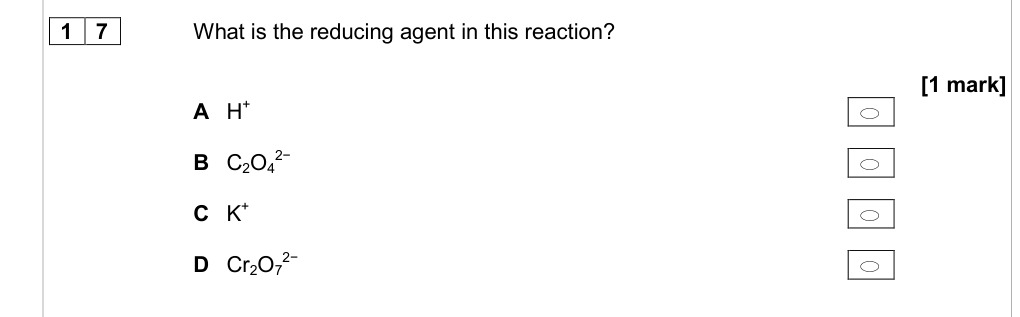 1 7 What is the reducing agent in this reaction?
[1 mark]
A H⁺
B C₂O₄²⁻
C K⁺
D Cr₂O₇²⁻